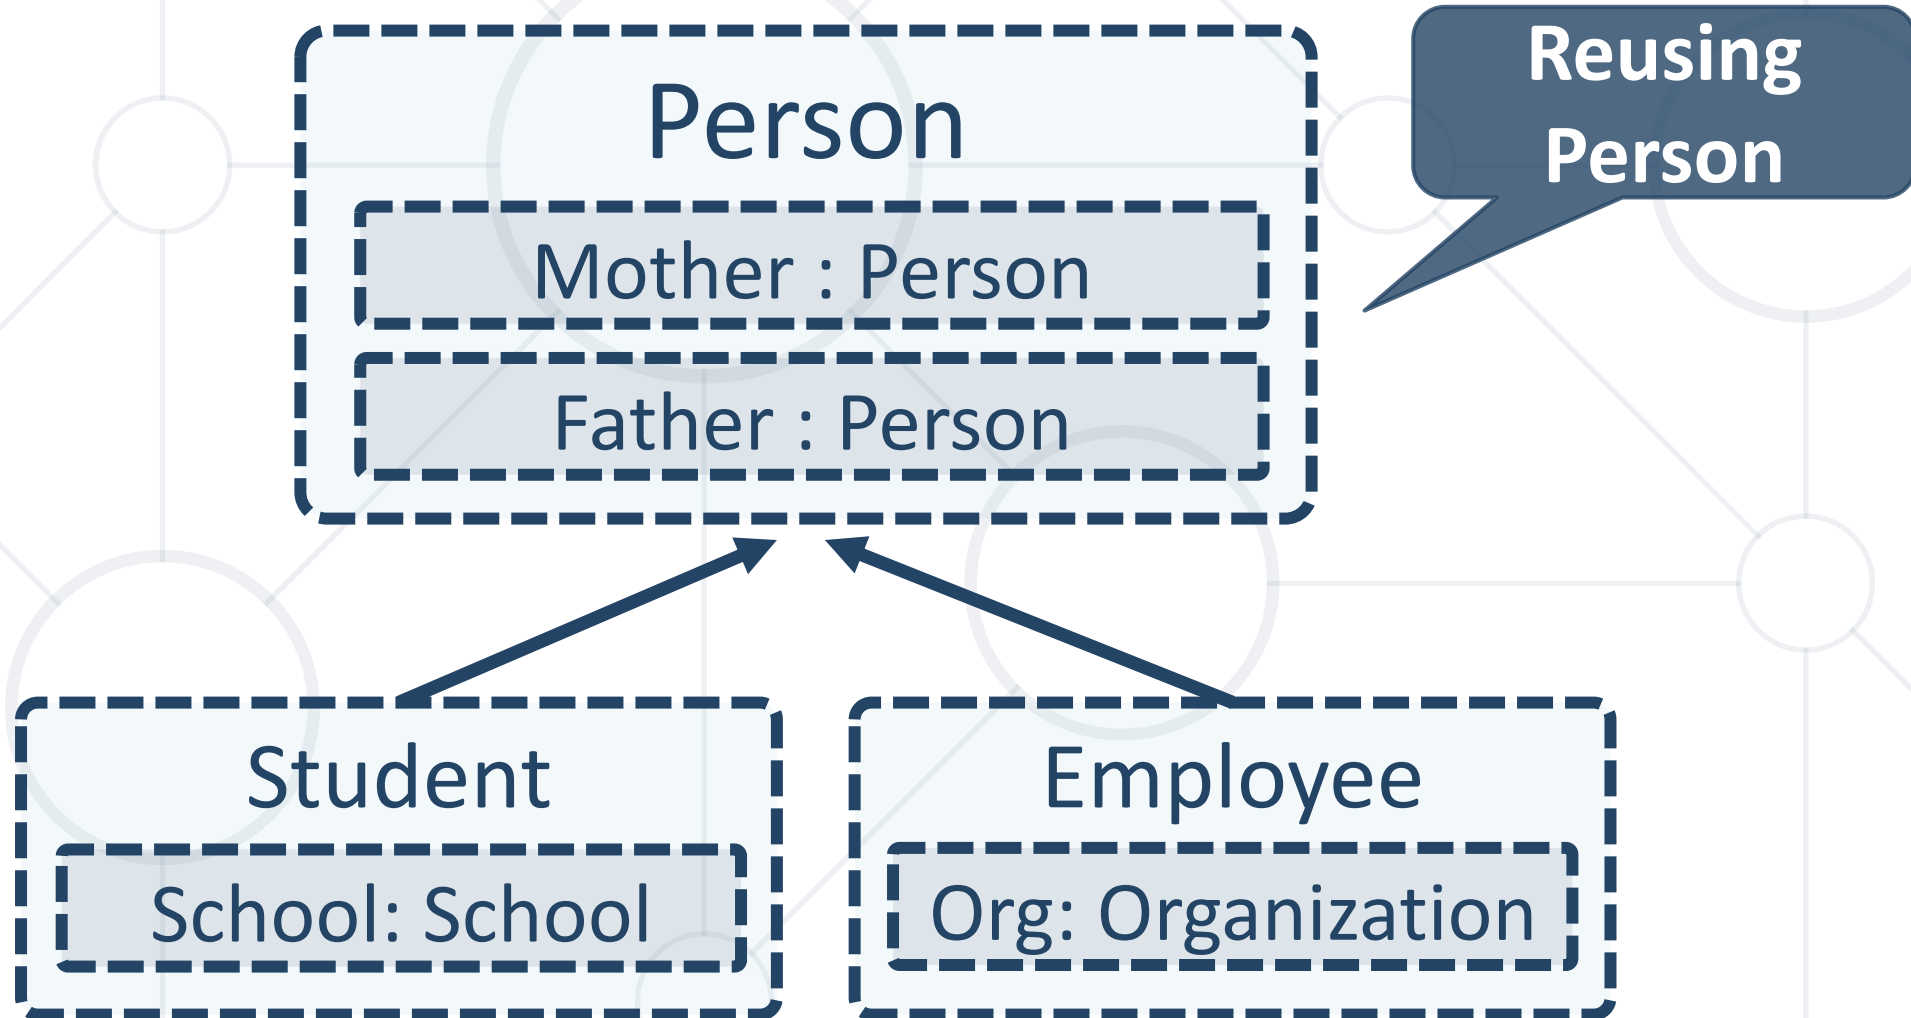 Person
Reusing
Person
Mother : Person
Father : Person
Student
School: School
Employee
Org: Organization